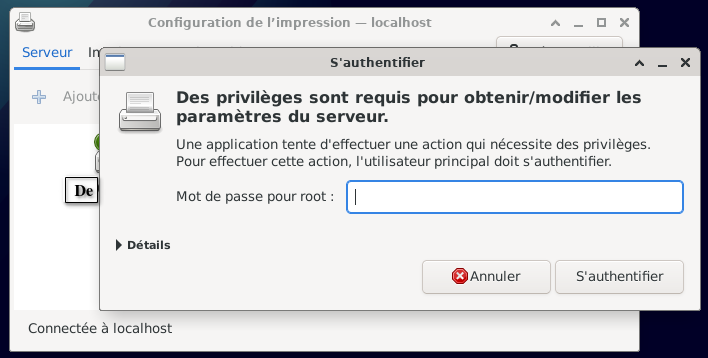 Configuration de l'impression — localhost
Serveur
S'authentifier
Ajout
Des privilèges sont requis pour obtenir/modifier les
paramètres du serveur.
Une application tente d'effectuer une action qui nécessite des privilèges.
Pour effectuer cette action, l'utilisateur principal doit s'authentifier.
De
Mot de passe pour root :
Détails
Annuler
S'authentifier
Connectée à localhost